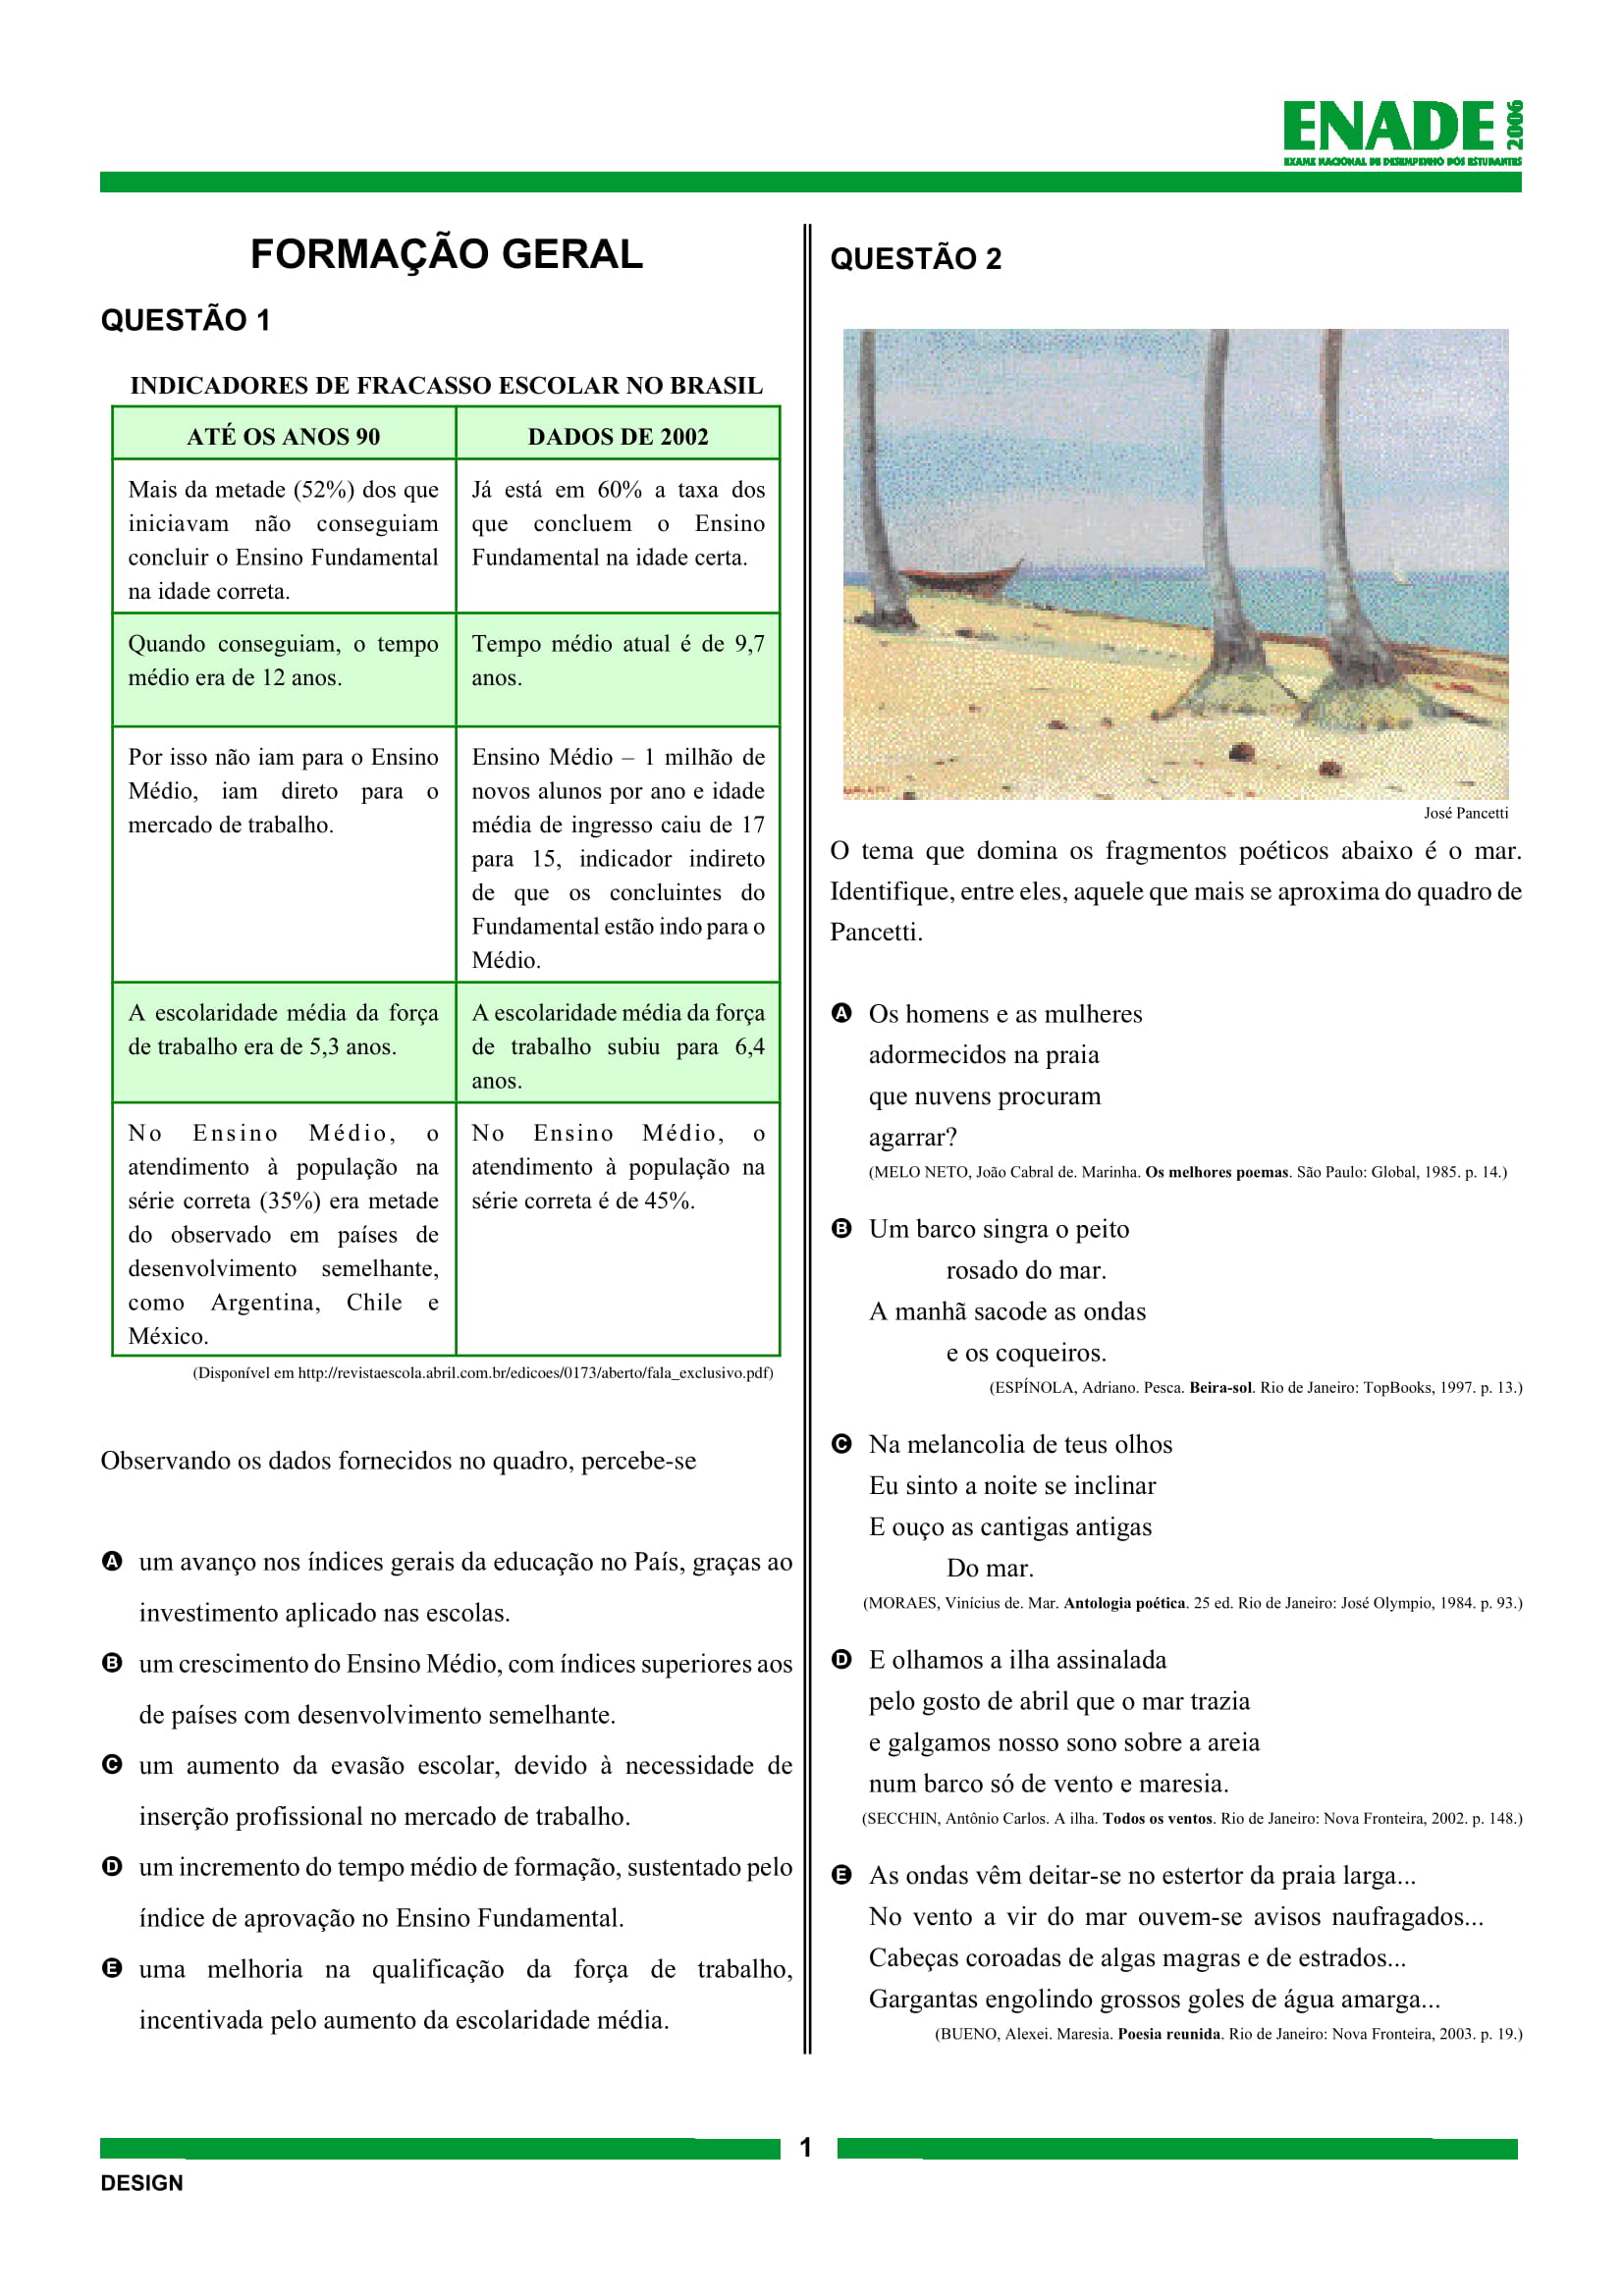 ENADE 2006
EXAME NACIONAL DE DESEMPENHO DOS ESTUDANTES
FORMAÇÃO GERAL
QUESTÃO 1
INDICADORES DE FRACASSO ESCOLAR NO BRASIL
ATÉ OS ANOS 90
DADOS DE 2002
Mais da metade (52%) dos que
iniciavam não conseguiam
concluir o Ensino Fundamental
na idade correta.
Já está em 60% a taxa dos
que concluem o Ensino
Fundamental na idade certa.
Quando conseguiam, o tempo
médio era de 12 anos.
Tempo médio atual é de 9,7
anos.
Por isso não iam para o Ensino
Médio, iam direto para o
mercado de trabalho.
Ensino Médio – 1 milhão de
novos alunos por ano e idade
média de ingresso caiu de 17
para 15, indicador indireto
de que os concluintes do
Fundamental estão indo para o
Médio.
A escolaridade média da força
de trabalho era de 5,3 anos.
A escolaridade média da força
de trabalho subiu para 6,4
anos.
No Ensino Médio, o
atendimento à população na
série correta (35%) era metade
do observado em países de
desenvolvimento semelhante,
como Argentina, Chile e
México.
No Ensino Médio, o
atendimento à população na
série correta é de 45%.
(Disponível em http://revistaescola.abril.com.br/edicoes/0173/aberto/fala_exclusivo.pdf)
Observando os dados fornecidos no quadro, percebe-se
A um avanço nos índices gerais da educação no País, graças ao
investimento aplicado nas escolas.
B um crescimento do Ensino Médio, com índices superiores aos
de países com desenvolvimento semelhante.
C um aumento da evasão escolar, devido à necessidade de
inserção profissional no mercado de trabalho.
D um incremento do tempo médio de formação, sustentado pelo
índice de aprovação no Ensino Fundamental.
E uma melhoria na qualificação da força de trabalho,
incentivada pelo aumento da escolaridade média.
QUESTÃO 2
José Pancetti
O tema que domina os fragmentos poéticos abaixo é o mar.
Identifique, entre eles, aquele que mais se aproxima do quadro de
Pancetti.
A Os homens e as mulheres
adormecidos na praia
que nuvens procuram
agarrar?
(MELO NETO, João Cabral de. Marinha. Os melhores poemas. São Paulo: Global, 1985. p. 14.)
B Um barco singra o peito
rosado do mar.
A manhã sacode as ondas
e os coqueiros.
(ESPÍNOLA, Adriano. Pesca. Beira-sol. Rio de Janeiro: TopBooks, 1997. p. 13.)
C Na melancolia de teus olhos
Eu sinto a noite se inclinar
E ouço as cantigas antigas
Do mar.
(MORAES, Vinícius de. Mar. Antologia poética. 25 ed. Rio de Janeiro: José Olympio, 1984. p. 93.)
D E olhamos a ilha assinalada
pelo gosto de abril que o mar trazia
e galgamos nosso sono sobre a areia
num barco só de vento e maresia.
(SECCHIN, Antônio Carlos. A ilha. Todos os ventos. Rio de Janeiro: Nova Fronteira, 2002. p. 148.)
E As ondas vêm deitar-se no estertor da praia larga...
No vento a vir do mar ouvem-se avisos naufragados...
Cabeças coroadas de algas magras e de estrados...
Gargantas engolindo grossos goles de água amarga...
(BUENO, Alexei. Maresia. Poesia reunida. Rio de Janeiro: Nova Fronteira, 2003. p. 19.)
1
DESIGN